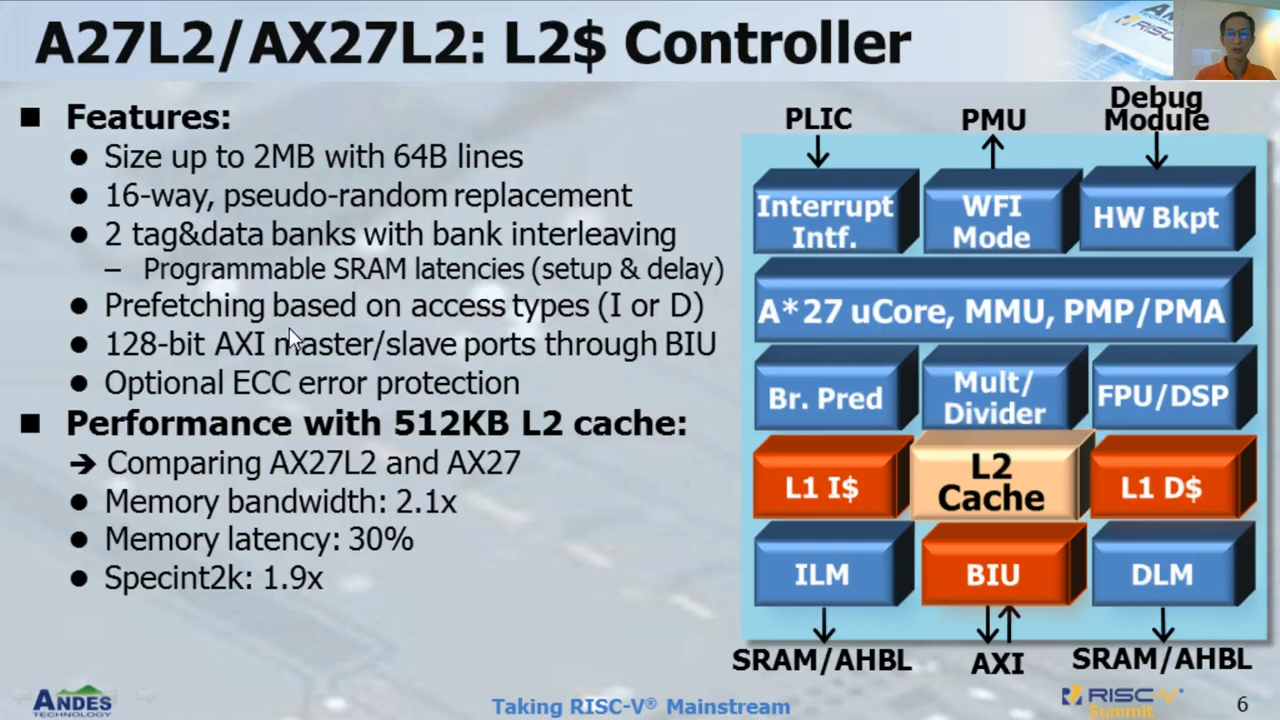 A27L2/AX27L2: L2$ Controller
Features:
Size up to 2MB with 64B lines
16-way, pseudo-random replacement
2 tag&data banks with bank interleaving
– Programmable SRAM latencies (setup & delay)
Prefetching based on access types (I or D)
128-bit AXI master/slave ports through BIU
Optional ECC error protection
Performance with 512KB L2 cache:
→ Comparing AX27L2 and AX27
Memory bandwidth: 2.1x
Memory latency: 30%
Specint2k: 1.9x
PLIC
PMU
Debug
Module
Interrupt
Intf.
WFI
Mode
HW Bkpt
A*27 uCore, MMU, PMP/PMA
Br. Pred
Mult/
Divider
FPU/DSP
L1 I$
L2
Cache
L1 D$
ILM
BIU
DLM
SRAM/AHBL
AXI
SRAM/AHBL
ANDES
TECHNOLOGY
Taking RISC-V® Mainstream
RISC-V
Summit
6